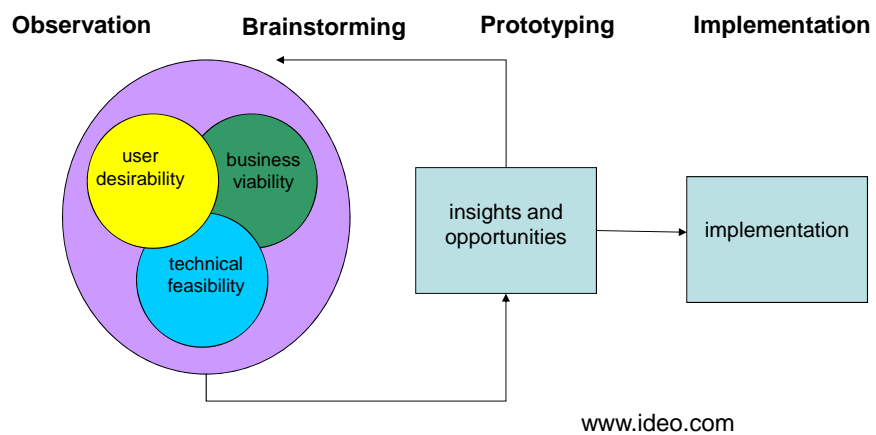 Observation Brainstorming Prototyping Implementation
user
desirability
business
viability
technical
feasibility
insights and
opportunities
implementation
www.ideo.com